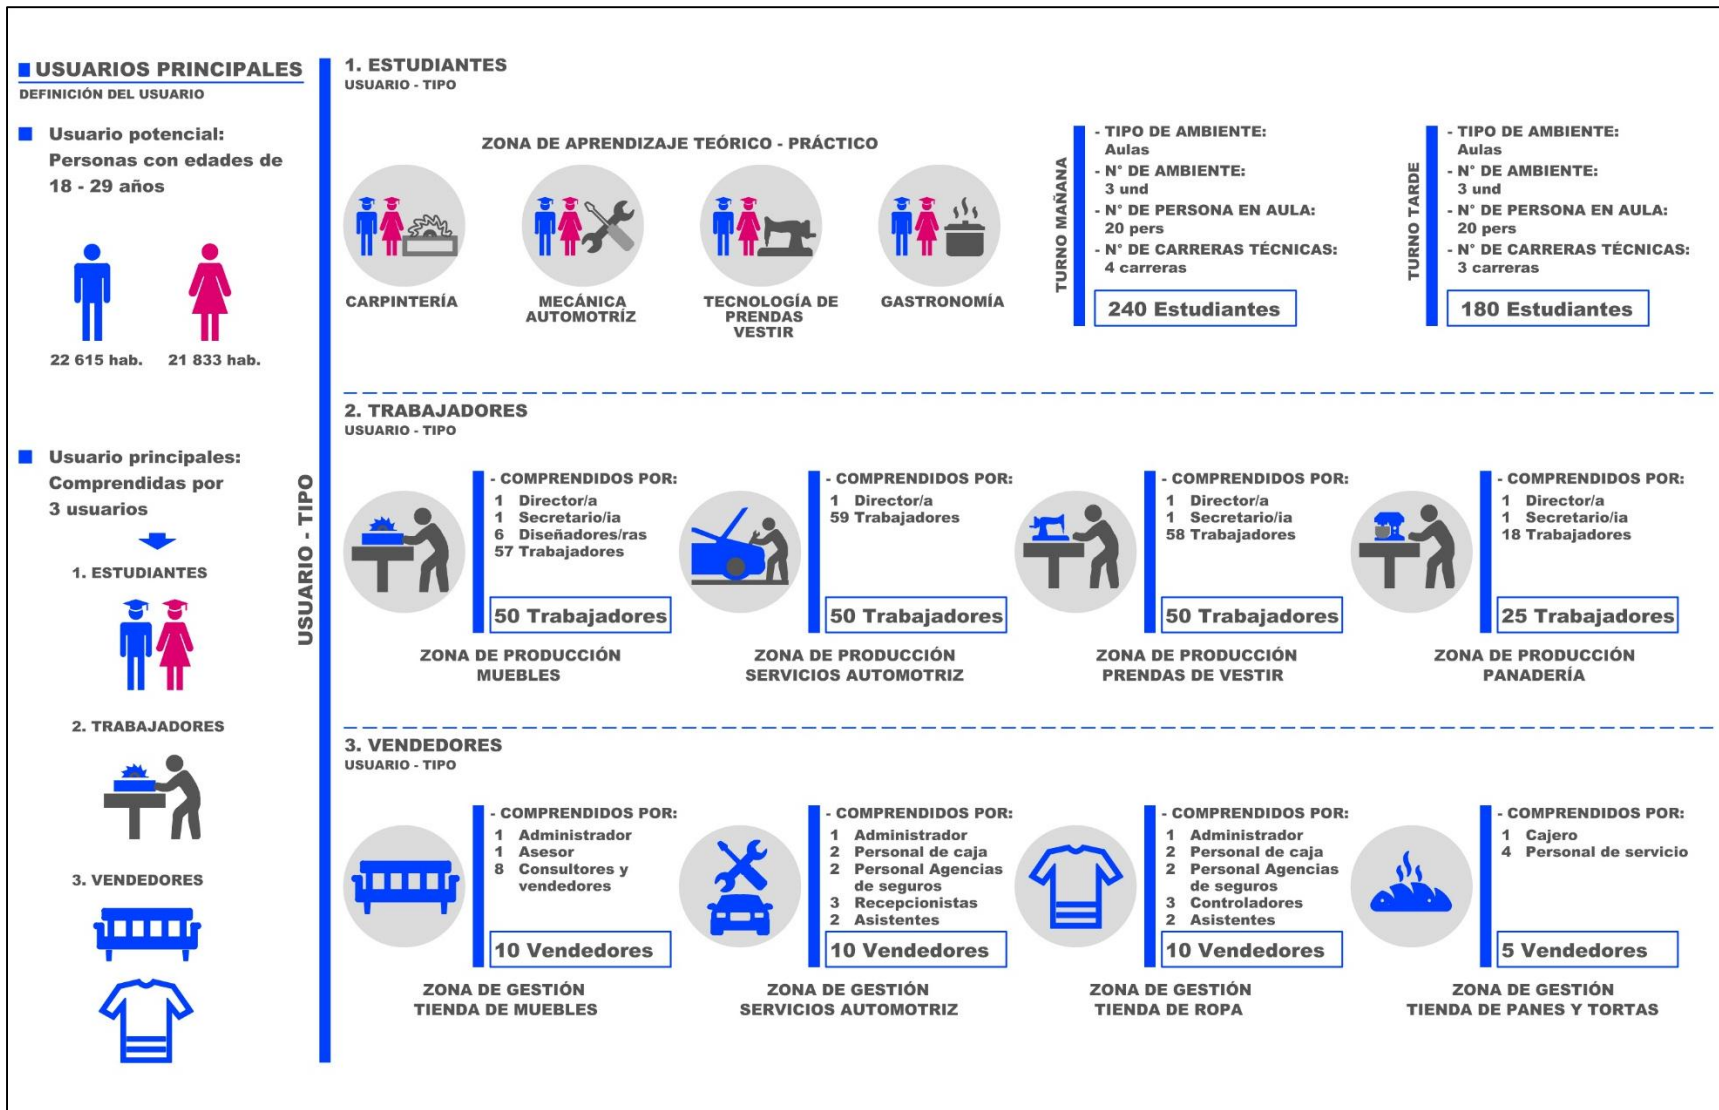 USUARIOS PRINCIPALES
DEFINICIÓN DEL USUARIO
Usuario potencial:
Personas con edades de
18 - 29 años
22 615 hab.
21 833 hab.
Usuario principales:
Comprendidas por
3 usuarios
1. ESTUDIANTES
2. TRABAJADORES
3. VENDEDORES
USUARIO - TIPO
1. ESTUDIANTES
USUARIO - TIPO
ZONA DE APRENDIZAJE TEÓRICO - PRÁCTICO
CARPINTERÍA
MECÁNICA
AUTOMOTRÍZ
TECNOLOGÍA DE
PRENDAS
VESTIR
GASTRONOMÍA
TURNO MAÑANA
- TIPO DE AMBIENTE:
Aulas
- N° DE AMBIENTE:
3 und
- N° DE PERSONA EN AULA:
20 pers
- N° DE CARRERAS TÉCNICAS:
4 carreras
240 Estudiantes
TURNO TARDE
- TIPO DE AMBIENTE:
Aulas
- N° DE AMBIENTE:
3 und
- N° DE PERSONA EN AULA:
20 pers
- N° DE CARRERAS TÉCNICAS:
3 carreras
180 Estudiantes
2. TRABAJADORES
USUARIO - TIPO
- COMPRENDIDOS POR:
1 Director/a
1 Secretario/ia
6 Diseñadores/ras
57 Trabajadores
50 Trabajadores
ZONA DE PRODUCCIÓN
MUEBLES
- COMPRENDIDOS POR:
1 Director/a
59 Trabajadores
50 Trabajadores
ZONA DE PRODUCCIÓN
SERVICIOS AUTOMOTRIZ
- COMPRENDIDOS POR:
1 Director/a
1 Secretario/ia
58 Trabajadores
50 Trabajadores
ZONA DE PRODUCCIÓN
PRENDAS DE VESTIR
- COMPRENDIDOS POR:
1 Director/a
1 Secretario/ia
18 Trabajadores
25 Trabajadores
ZONA DE PRODUCCIÓN
PANADERÍA
3. VENDEDORES
USUARIO - TIPO
- COMPRENDIDOS POR:
1 Administrador
1 Asesor
8 Consultores y
vendedores
10 Vendedores
ZONA DE GESTIÓN
TIENDA DE MUEBLES
- COMPRENDIDOS POR:
1 Administrador
2 Personal de caja
2 Personal Agencias
de seguros
3 Recepcionistas
2 Asistentes
10 Vendedores
ZONA DE GESTIÓN
SERVICIOS AUTOMOTRIZ
- COMPRENDIDOS POR:
1 Administrador
2 Personal de caja
2 Personal Agencias
de seguros
3 Controladores
2 Asistentes
10 Vendedores
ZONA DE GESTIÓN
TIENDA DE ROPA
- COMPRENDIDOS POR:
1 Cajero
4 Personal de servicio
5 Vendedores
ZONA DE GESTIÓN
TIENDA DE PANES Y TORTAS